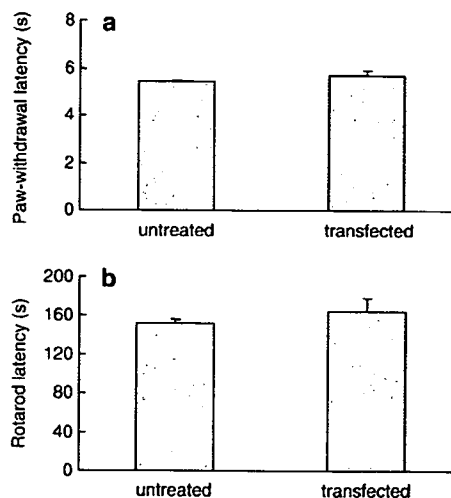 a
Paw-withdrawal latency (s)
8
6
4
2
0
untreated transfected
b
Rotarod latency (s)
200
160
120
80
40
0
untreated transfected